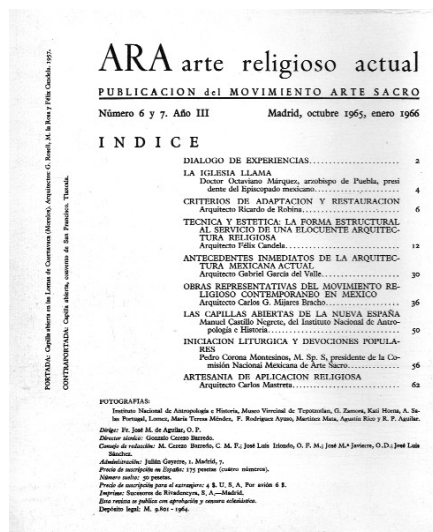 ARA arte religioso actual
PUBLICACION del MOVIMIENTO ARTE SACRO
Número 6 y 7. Año III Madrid, octubre 1965, enero 1966
INDICE
DIALOGO DE EXPERIENCIAS 2
LA IGLESIA LLAMA
Doctor Octaviano Márquez, arzobispo de Puebla, presi
dente del Episcopado mexicano 4
CRITERIOS DE ADAPTACION Y RESTAURACION
Arquitecto Ricardo de Robina 6
TECNICA Y ESTETICA: LA FORMA ESTRUCTURAL
AL SERVICIO DE UNA ELOCUENTE ARQUITEC-
TURA RELIGIOSA
Arquitecto Félix Candela 12
ANTECEDENTES INMEDIATOS DE LA ARQUITEC-
TURA MEXICANA ACTUAL
Arquitecto Gabriel García del Valle 30
OBRAS REPRESENTATIVAS DEL MOVIMIENTO RE-
LIGIOSO CONTEMPORANEO EN MEXICO
Arquitecto Carlos G. Mijares Bracho 36
LAS CAPILLAS ABIERTAS DE LA NUEVA ESPAÑA
Manuel Castillo Negrete, del Instituto Nacional de Antro-
pología e Historia 50
INICIACION LITURGICA Y DEVOCIONES POPULA-
RES
Pedro Corona Montesinos, M. Sp. S, presidente de la Co-
misión Nacional Mexicana de Arte Sacro 56
ARTESANIA DE APLICACION RELIGIOSA
Arquitecto Carlos Mastreta 62
PORTADA: Capilla abierta en las Lomas de Cuernavaca (Morelos). Arquitectos: G. Rosell, M. la Rosa y Félix Candela. 1957.
CONTRAPORTADA: Capilla abierta, convento de San Francisco. Tlaxcala.
FOTOGRAFIAS:
Instituto Nacional de Antropología e Historia, Museo Virreinal de Tepotzotlan, G. Zamora, Kati Horna, A. Sa-
las Portugal, Lomez, María Teresa Méndez, F. Rodríguez Ayuso, Martínez Mata, Agustín Rico y R. P. Aguilar.
Dirige: Fr. José M. de Aguilar, O. P.
Director técnico: Gonzalo Cerezo Barredo.
Consejo de redacción: M. Cerezo Barredo, C. M. F.; José Luis Iriondo, O. F. M.; José M.ª Javierre, O.D.; José Luis
Sánchez.
Administración: Julián Gayarre, 1. Madrid, 7.
Precio de suscripción en España: 175 pesetas (cuatro números).
Número suelto: 50 pesetas.
Precio de suscripción para el extranjero: 4 $. U, S, A, Por avión 6 $.
Imprime: Sucesores de Rivadeneyra, S, A,—Madrid.
Esta revista se publica con aprobación y censura eclesiástica.
Depósito legal: M. 9.801 - 1964.